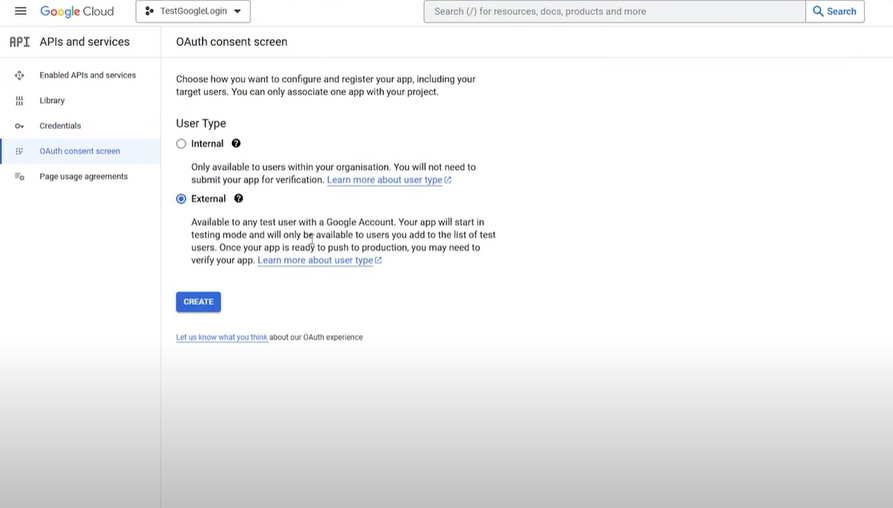 Google Cloud
TestGoogleLogin
Search (/) for resources, docs, products and more
Search
API APIs and services
OAuth consent screen
Enabled APIs and services
Library
Credentials
OAuth consent screen
Page usage agreements
Choose how you want to configure and register your app, including your
target users. You can only associate one app with your project.
User Type
Internal
Only available to users within your organisation. You will not need to
submit your app for verification. Learn more about user type
External
Available to any test user with a Google Account. Your app will start in
testing mode and will only be available to users you add to the list of test
users. Once your app is ready to push to production, you may need to
verify your app. Learn more about user type
CREATE
Let us know what you think about our OAuth experience